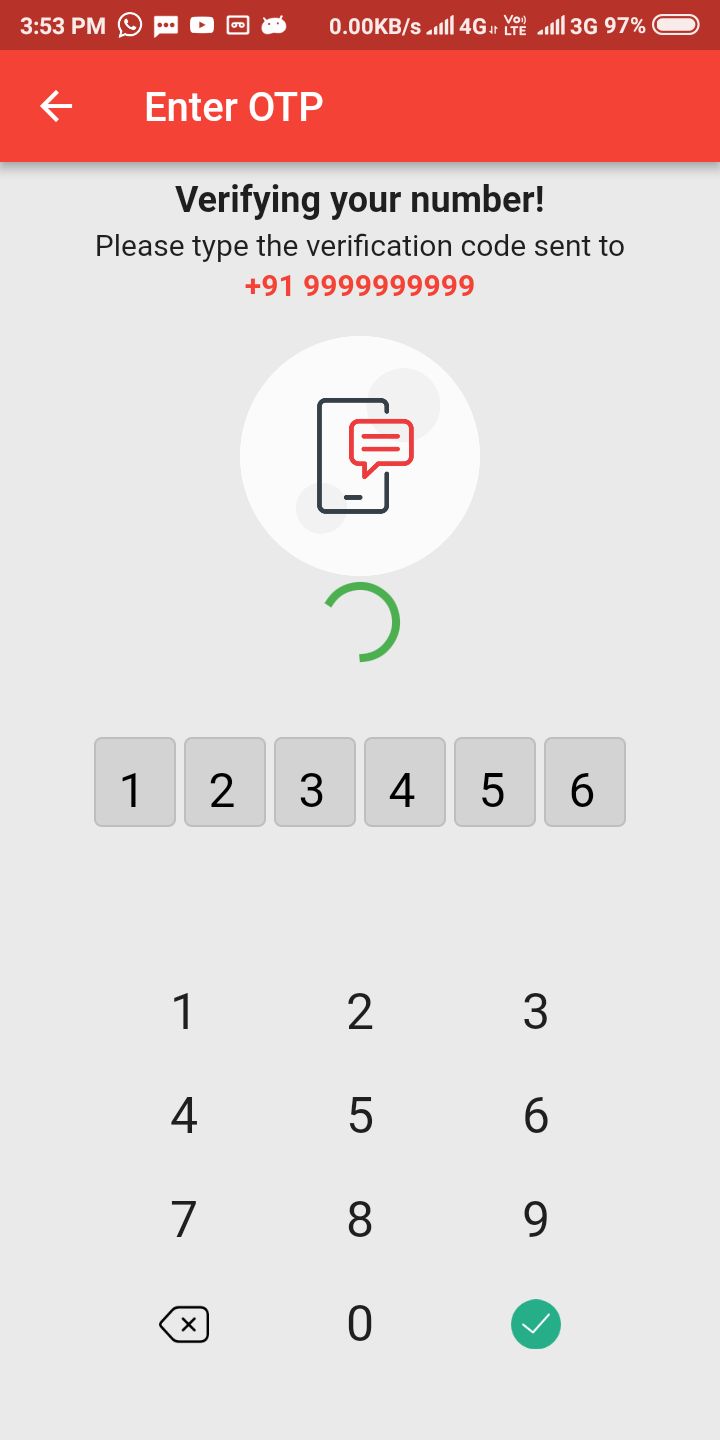 3:53 PM 0.00KB/s 4G VoLTE 3G 97%
Enter OTP
Verifying your number!
Please type the verification code sent to
+91 9999999999
1 2 3 4 5 6
1 2 3
4 5 6
7 8 9
0